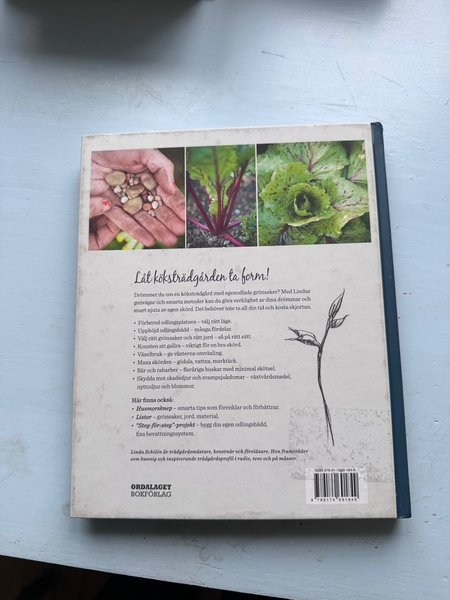 Låt köksträdgården ta form!
Drömmer du om en köksträdgård med egenodlade grönsaker? Med Lindas
genvägar och smarta metoder kan du göra verklighet av dina drömmar och
snart njuta av egen skörd. Det behöver inte ta all din tid och kosta skjortan.
• Förbered odlingsplatsen – välj rätt läge.
• Upphöjd odlingsbädd – många fördelar.
• Välj rätt grönsaker och rätt jord – så på rätt sätt.
• Konsten att gallra – viktigt för en bra skörd.
• Växelbruk – ge växterna omväxling.
• Maxa skörden – gödsla, vattna, marktäck.
• Bär och rabarber – fleråriga buskar med minimal skötsel.
• Skydda mot skadedjur och svampsjukdomar – växtvårdsmedel,
nyttodjur och blommor.
Här finns också:
• Husmorsknep – smarta tips som förenklar och förbättrar.
• Listor – grönsaker, jord, material.
• "Steg-för-steg"-projekt – bygg din egen odlingsbädd,
fixa bevattningssystem.
Linda Schilén är trädgårdsmästare, konstnär och föreläsare. Hon framträder
som kunnig och inspirerande trädgårdsprofil i radio, teve och på mässor.
ORDALAGET
BOKFÖRLAG